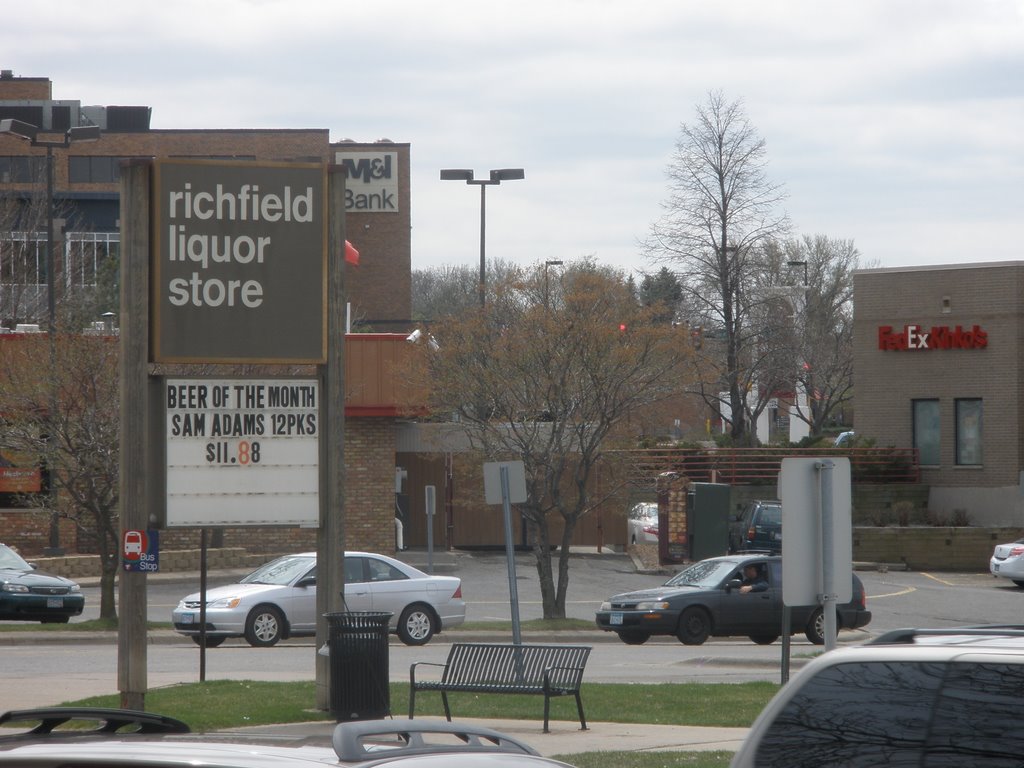 richfield
liquor
store
M&I
Bank
BEER OF THE MONTH
SAM ADAMS 12PKS
$11.88
FedEx Kinko's
Bus
Stop